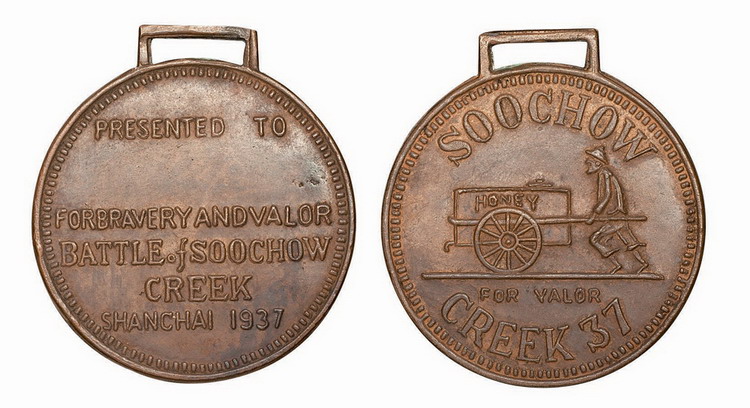 PRESENTED TO
FORBRAVERYANDVALOR
BATTLE of SOOCHOW
CREEK
SHANCHAI 1937
SOOCHOW
HONEY
FOR VALOR
CREEK 37